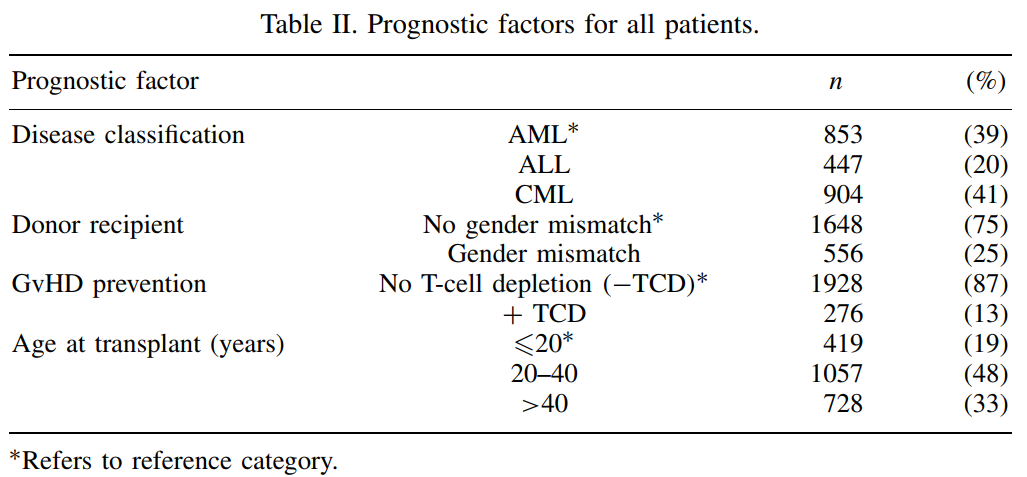 Table II. Prognostic factors for all patients.
Prognostic factor n (%)
Disease classification AML* 853 (39)
ALL 447 (20)
CML 904 (41)
Donor recipient No gender mismatch* 1648 (75)
Gender mismatch 556 (25)
GvHD prevention No T-cell depletion (−TCD)* 1928 (87)
+ TCD 276 (13)
Age at transplant (years) ⩽20* 419 (19)
20–40 1057 (48)
>40 728 (33)
*Refers to reference category.